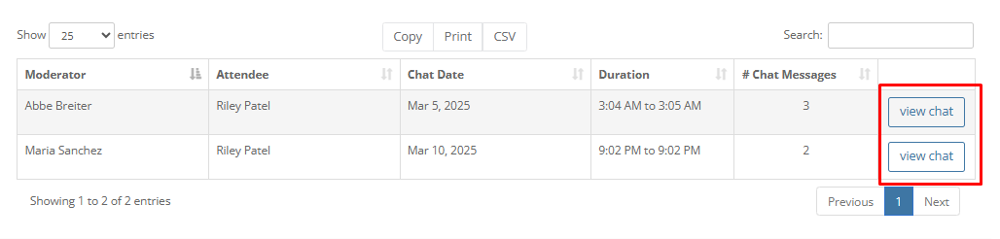 Show 25 entries Copy Print CSV Search:
Moderator Attendee Chat Date Duration # Chat Messages
Abbe Breiter Riley Patel Mar 5, 2025 3:04 AM to 3:05 AM 3 view chat
Maria Sanchez Riley Patel Mar 10, 2025 9:02 PM to 9:02 PM 2 view chat
Showing 1 to 2 of 2 entries Previous 1 Next